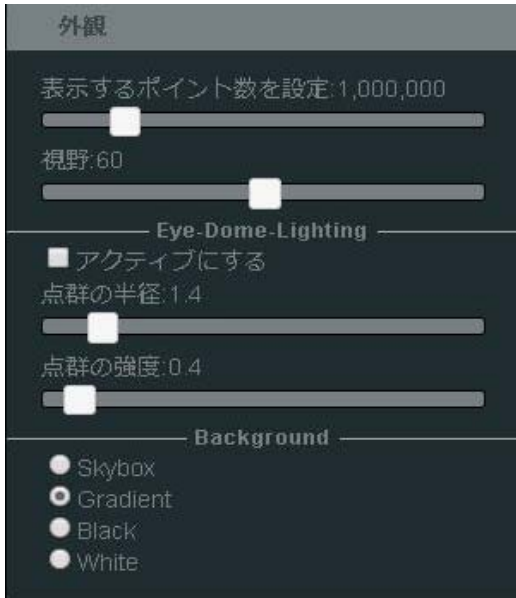 外観
表示するポイント数を設定:1,000,000
視野:60
Eye-Dome-Lighting
アクティブにする
点群の半径:1.4
点群の強度:0.4
Background
Skybox
Gradient
Black
White